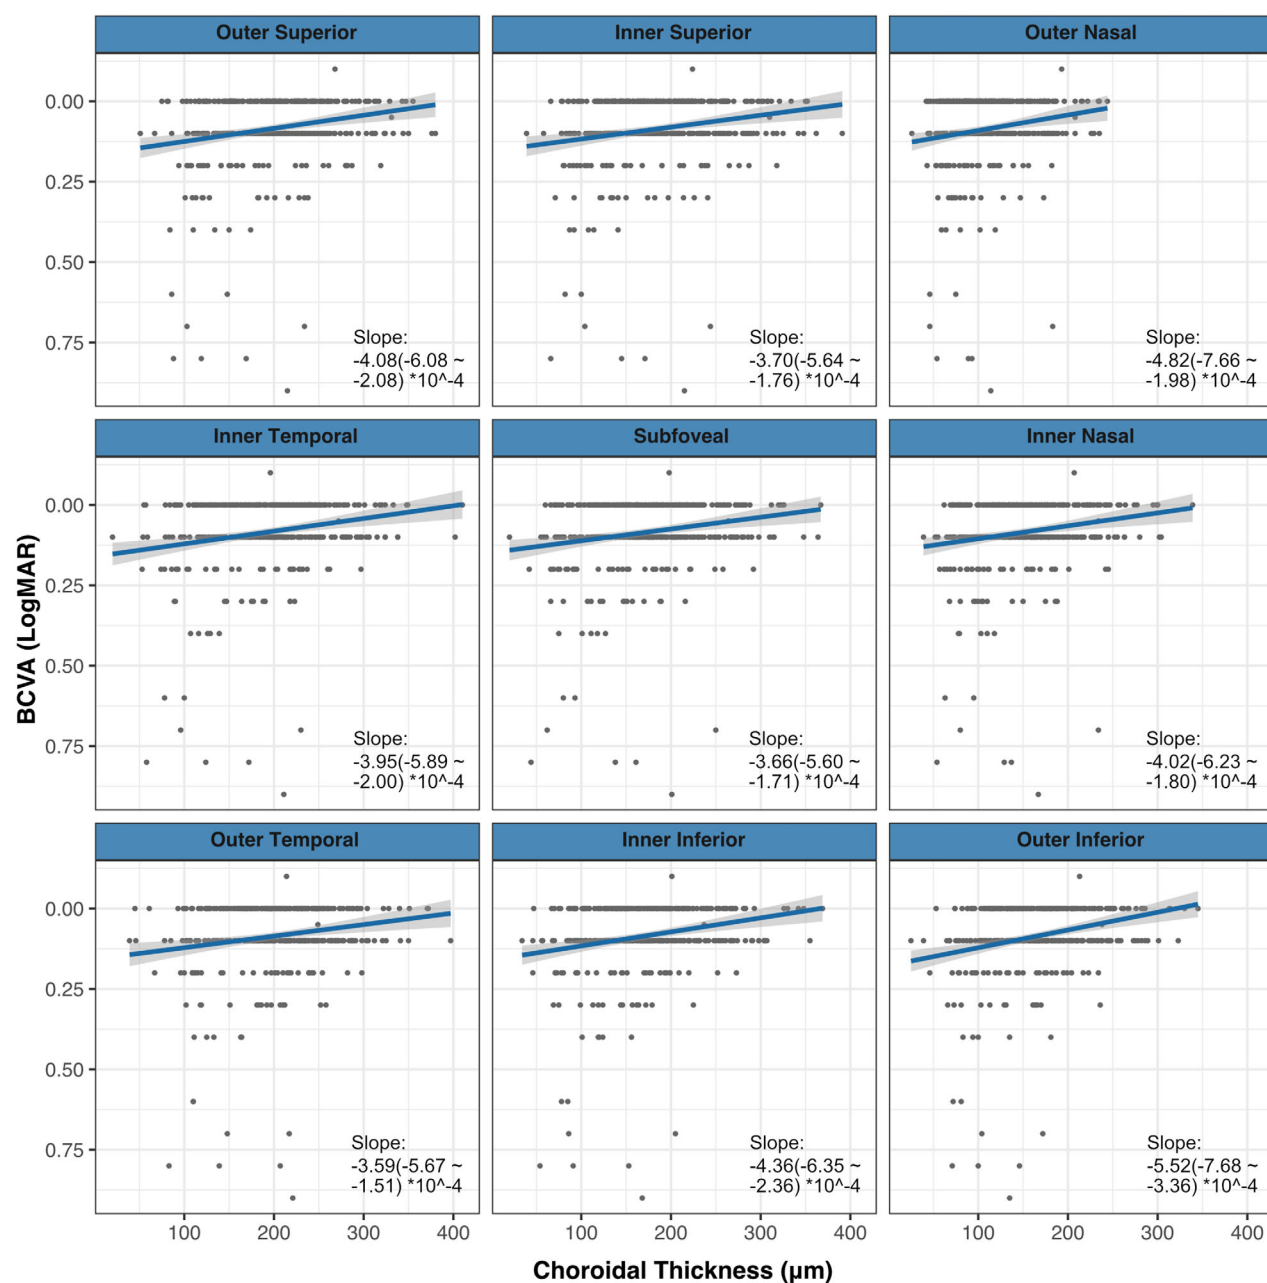 Outer Superior
Inner Superior
Outer Nasal
0.00
0.25
0.50
0.75
Slope:
-4.08(-6.08 ~
-2.08) *10^-4
Slope:
-3.70(-5.64 ~
-1.76) *10^-4
Slope:
-4.82(-7.66 ~
-1.98) *10^-4
Inner Temporal
Subfoveal
Inner Nasal
BCVA (LogMAR)
0.00
0.25
0.50
0.75
Slope:
-3.95(-5.89 ~
-2.00) *10^-4
Slope:
-3.66(-5.60 ~
-1.71) *10^-4
Slope:
-4.02(-6.23 ~
-1.80) *10^-4
Outer Temporal
Inner Inferior
Outer Inferior
0.00
0.25
0.50
0.75
Slope:
-3.59(-5.67 ~
-1.51) *10^-4
Slope:
-4.36(-6.35 ~
-2.36) *10^-4
Slope:
-5.52(-7.68 ~
-3.36) *10^-4
100 200 300 400
100 200 300 400
100 200 300 400
Choroidal Thickness (μm)